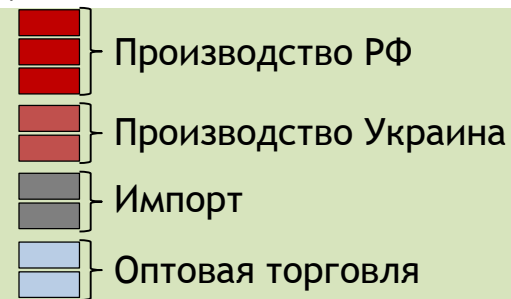 Производство РФ
Производство Украина
Импорт
Оптовая торговля